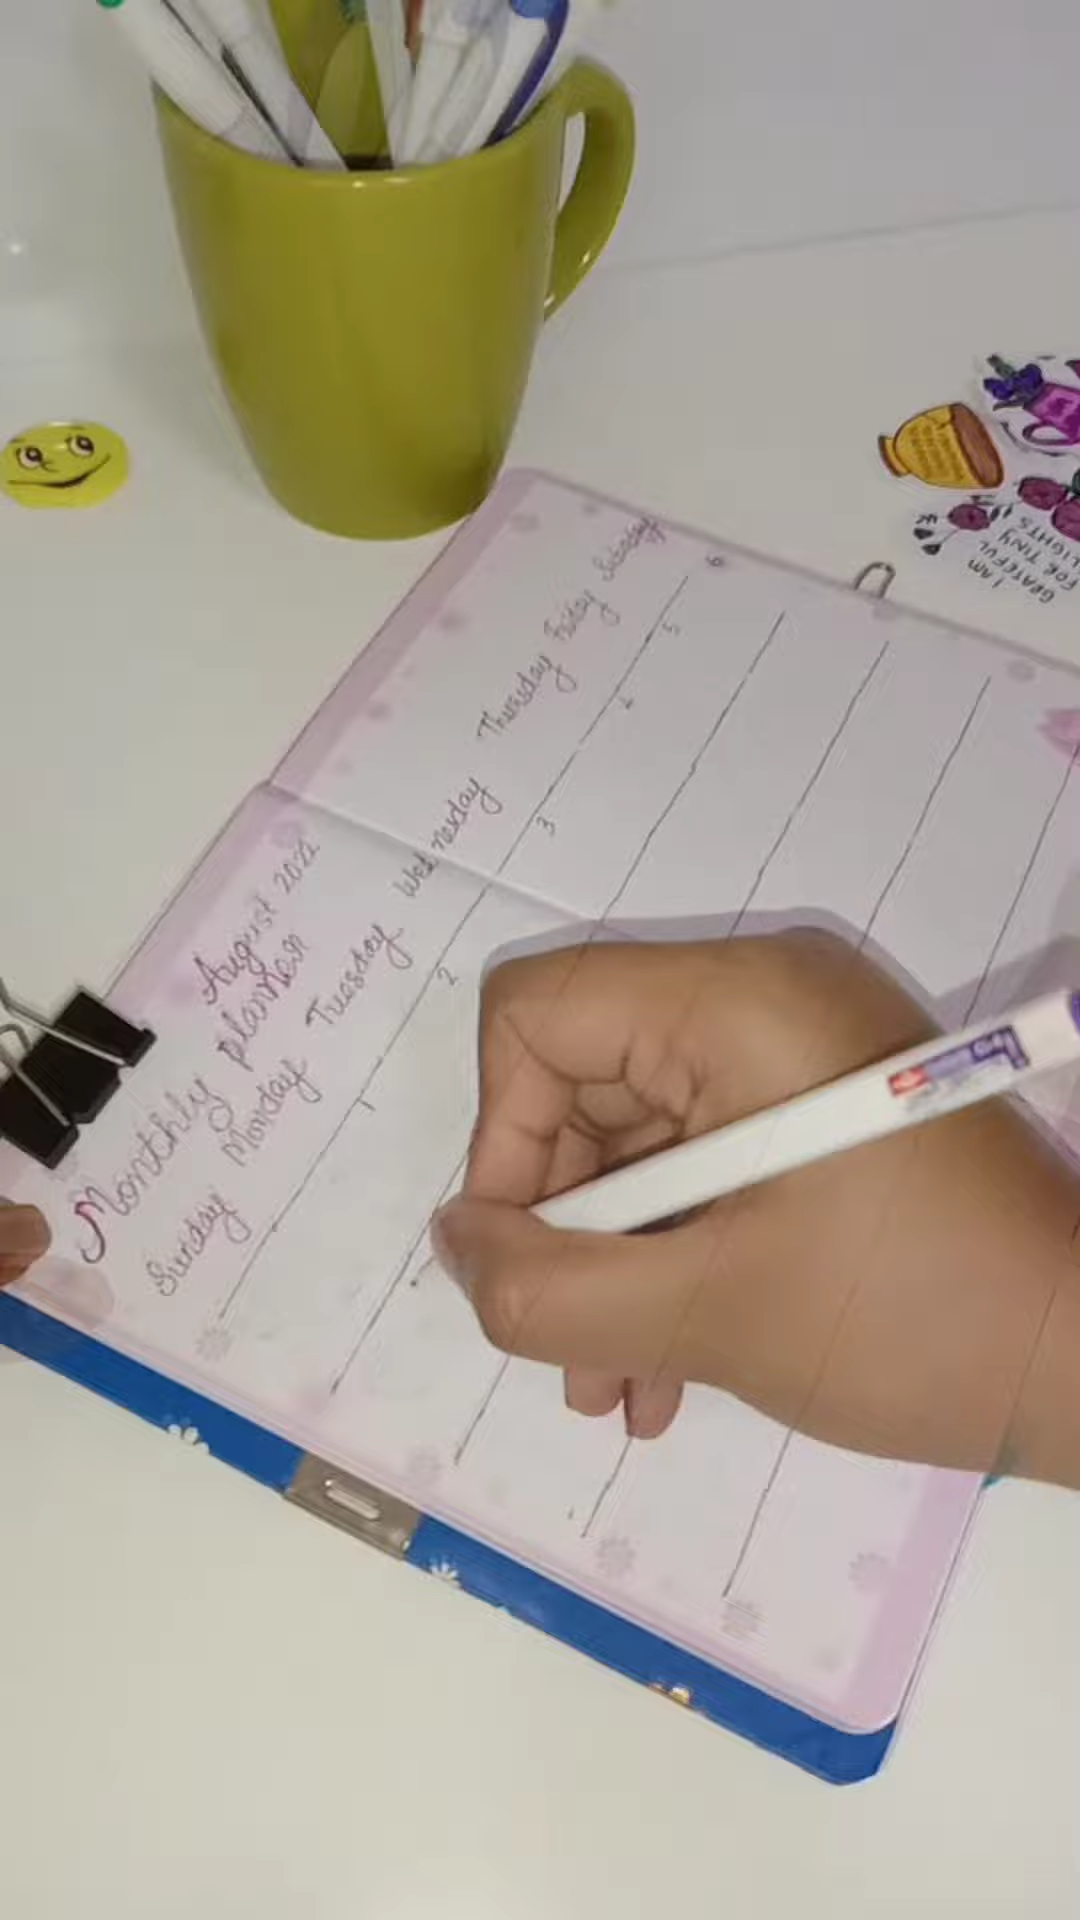 August 2022
Monthly planner
Sunday Monday Tuesday Wednesday Thursday Friday Saturday
1 2 3 4 5 6
I AM
GRATEFUL
FOR TINY